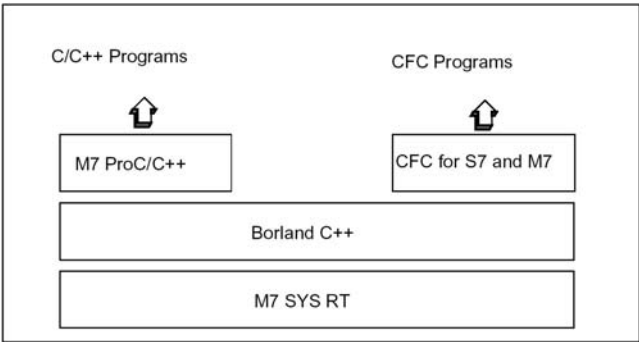 C/C++ Programs
CFC Programs
M7 ProC/C++
CFC for S7 and M7
Borland C++
M7 SYS RT